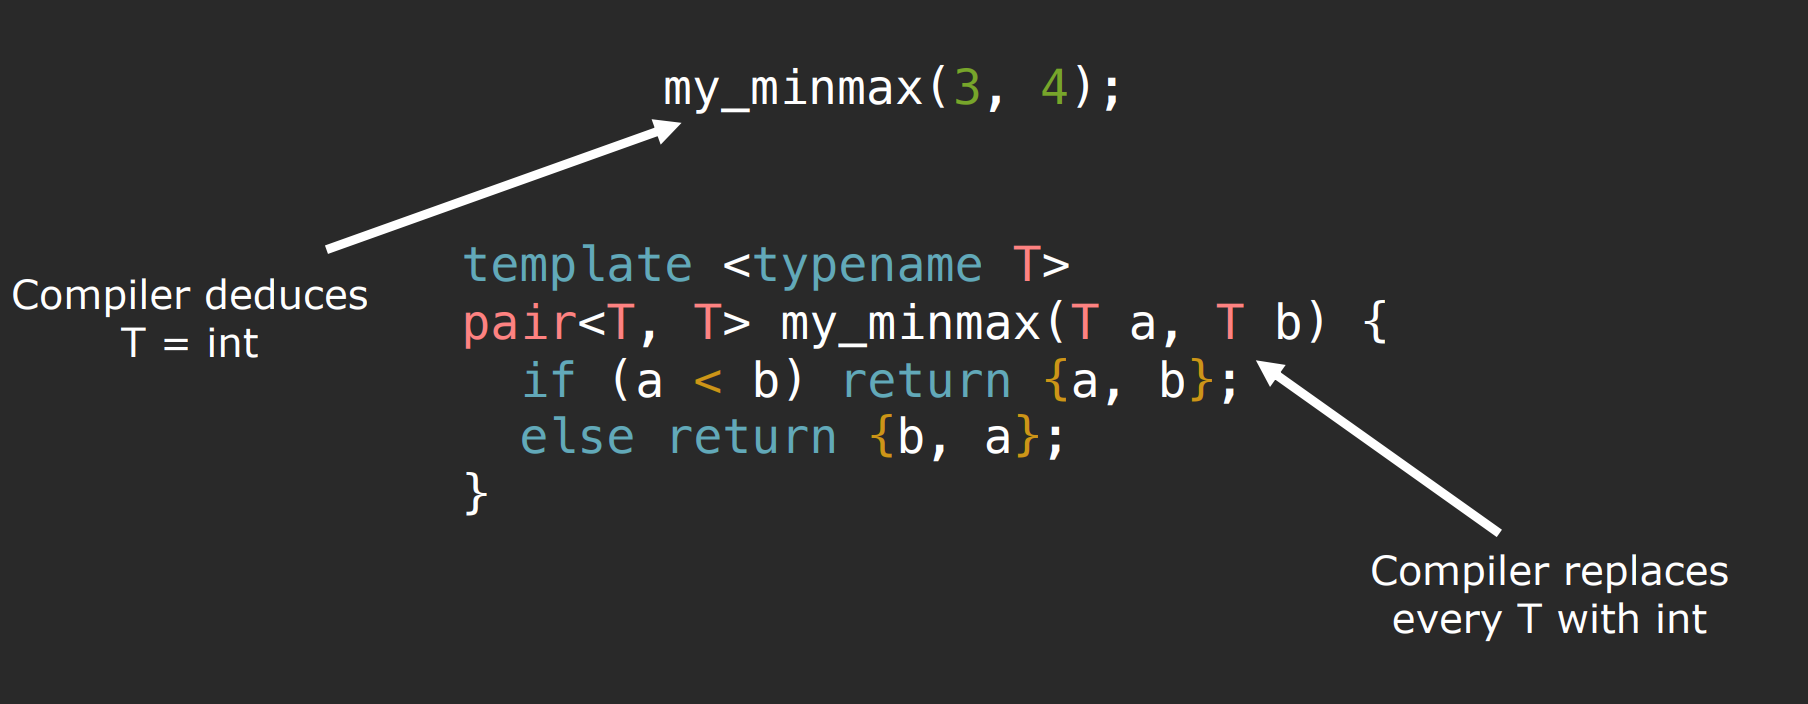 my_minmax(3, 4);
Compiler deduces
T = int
template <typename T>
pair<T, T> my_minmax(T a, T b) {
  if (a < b) return {a, b};
  else return {b, a};
}
Compiler replaces
every T with int